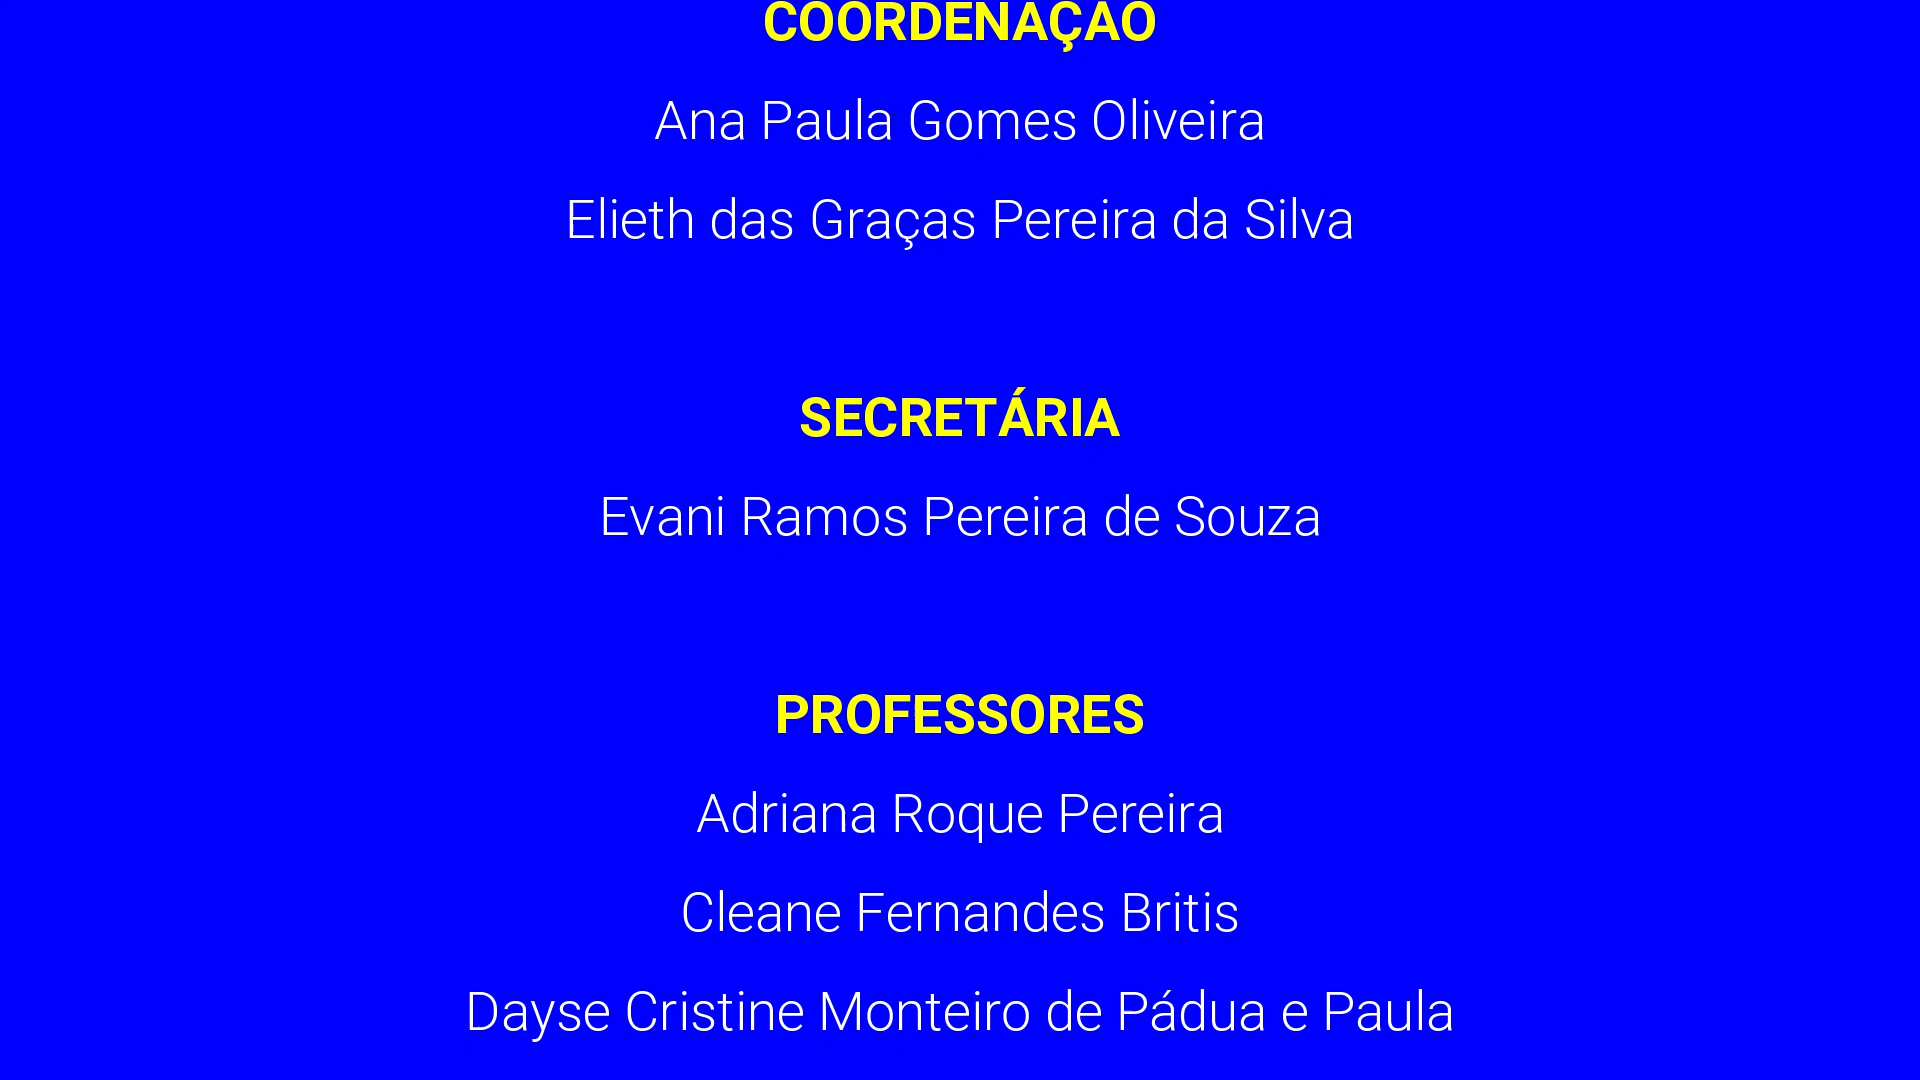 COORDENAÇÃO
Ana Paula Gomes Oliveira
Elieth das Graças Pereira da Silva
SECRETÁRIA
Evani Ramos Pereira de Souza
PROFESSORES
Adriana Roque Pereira
Cleane Fernandes Britis
Dayse Cristine Monteiro de Pádua e Paula